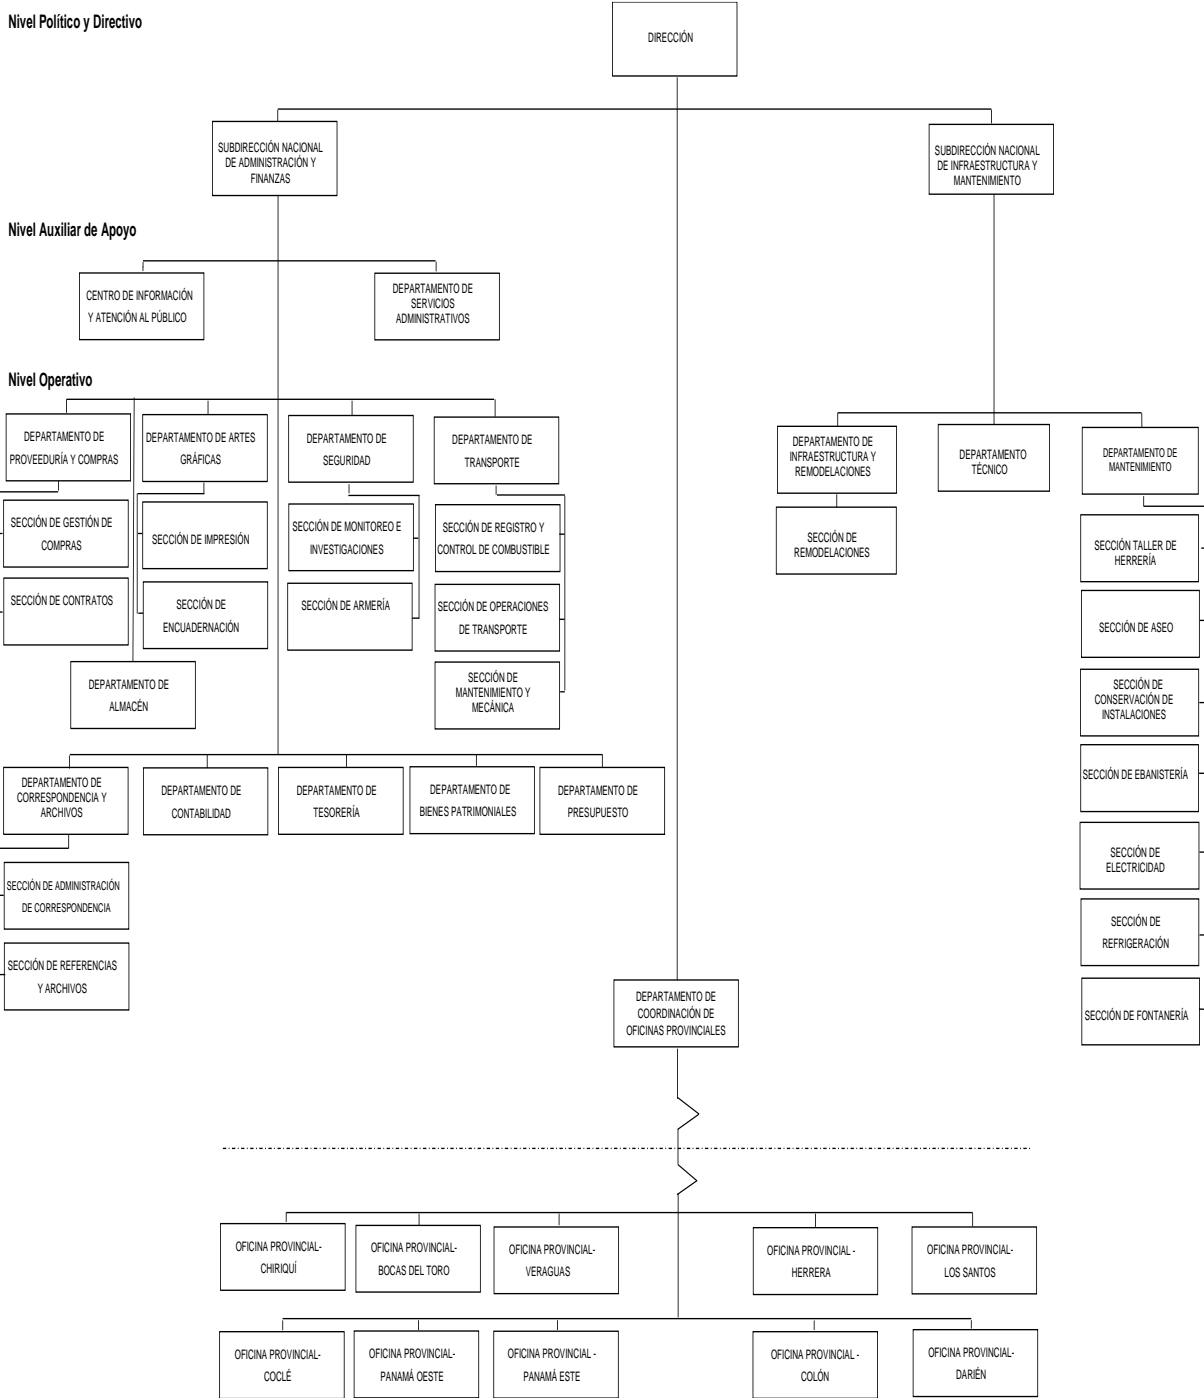 Nivel Político y Directivo
DIRECCIÓN
SUBDIRECCIÓN NACIONAL
DE ADMINISTRACIÓN Y
FINANZAS
SUBDIRECCIÓN NACIONAL
DE INFRAESTRUCTURA Y
MANTENIMIENTO
Nivel Auxiliar de Apoyo
CENTRO DE INFORMACIÓN
Y ATENCIÓN AL PÚBLICO
DEPARTAMENTO DE
SERVICIOS
ADMINISTRATIVOS
Nivel Operativo
DEPARTAMENTO DE
PROVEEDURÍA Y COMPRAS
DEPARTAMENTO DE ARTES
GRÁFICAS
DEPARTAMENTO DE
SEGURIDAD
DEPARTAMENTO DE
TRANSPORTE
DEPARTAMENTO DE
INFRAESTRUCTURA Y
REMODELACIONES
DEPARTAMENTO
TÉCNICO
DEPARTAMENTO DE
MANTENIMIENTO
SECCIÓN DE GESTIÓN DE
COMPRAS
SECCIÓN DE IMPRESIÓN
SECCIÓN DE MONITOREO E
INVESTIGACIONES
SECCIÓN DE REGISTRO Y
CONTROL DE COMBUSTIBLE
SECCIÓN DE
REMODELACIONES
SECCIÓN TALLER DE
HERRERÍA
SECCIÓN DE CONTRATOS
SECCIÓN DE
ENCUADERNACIÓN
SECCIÓN DE ARMERÍA
SECCIÓN DE OPERACIONES
DE TRANSPORTE
SECCIÓN DE ASEO
DEPARTAMENTO DE
ALMACÉN
SECCIÓN DE
MANTENIMIENTO Y
MECÁNICA
SECCIÓN DE
CONSERVACIÓN DE
INSTALACIONES
DEPARTAMENTO DE
CORRESPONDENCIA Y
ARCHIVOS
DEPARTAMENTO DE
CONTABILIDAD
DEPARTAMENTO DE
TESORERÍA
DEPARTAMENTO DE
BIENES PATRIMONIALES
DEPARTAMENTO DE
PRESUPUESTO
SECCIÓN DE EBANISTERÍA
SECCIÓN DE
ELECTRICIDAD
SECCIÓN DE ADMINISTRACIÓN
DE CORRESPONDENCIA
SECCIÓN DE
REFRIGERACIÓN
SECCIÓN DE REFERENCIAS
Y ARCHIVOS
DEPARTAMENTO DE
COORDINACIÓN DE
OFICINAS PROVINCIALES
SECCIÓN DE FONTANERÍA
OFICINA PROVINCIAL-
CHIRIQUÍ
OFICINA PROVINCIAL-
BOCAS DEL TORO
OFICINA PROVINCIAL-
VERAGUAS
OFICINA PROVINCIAL -
HERRERA
OFICINA PROVINCIAL-
LOS SANTOS
OFICINA PROVINCIAL-
COCLÉ
OFICINA PROVINCIAL-
PANAMÁ OESTE
OFICINA PROVINCIAL -
PANAMÁ ESTE
OFICINA PROVINCIAL -
COLÓN
OFICINA PROVINCIAL-
DARIÉN